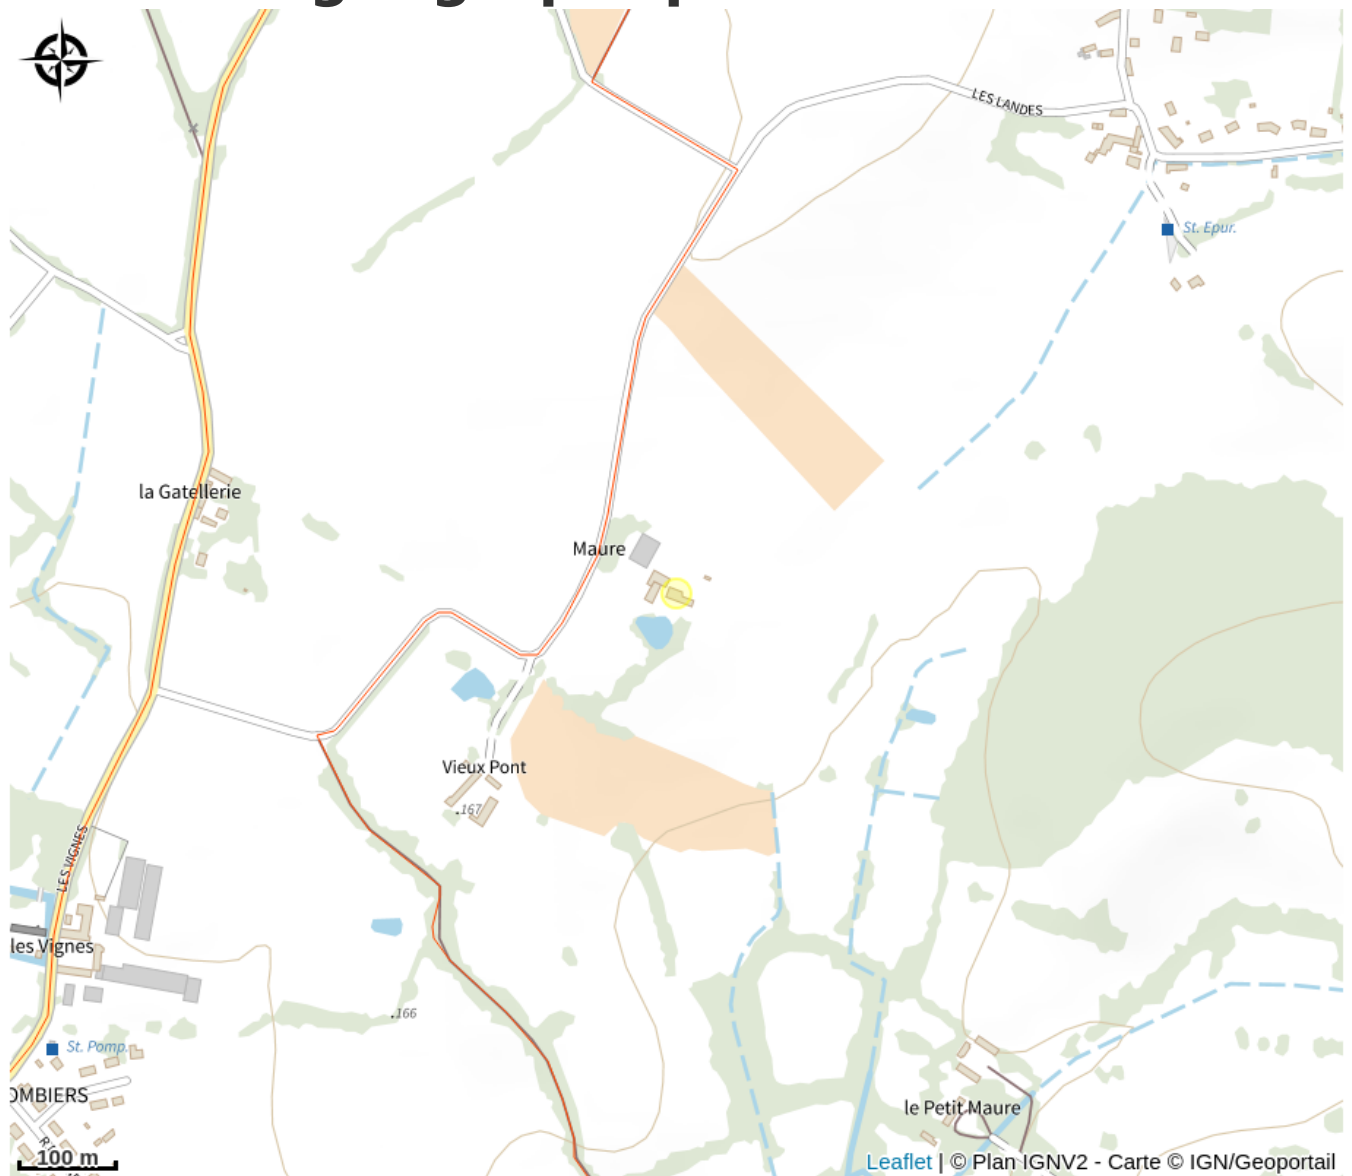 LES LANDES
St. Epur.
la Gatellerie
Maure
Vieux Pont
.167
LES VIGNES
les Vignes
.166
St. Pomp.
OMBIERS
le Petit Maure
100 m
Leaflet | © Plan IGNV2 - Carte © IGN/Geoportail